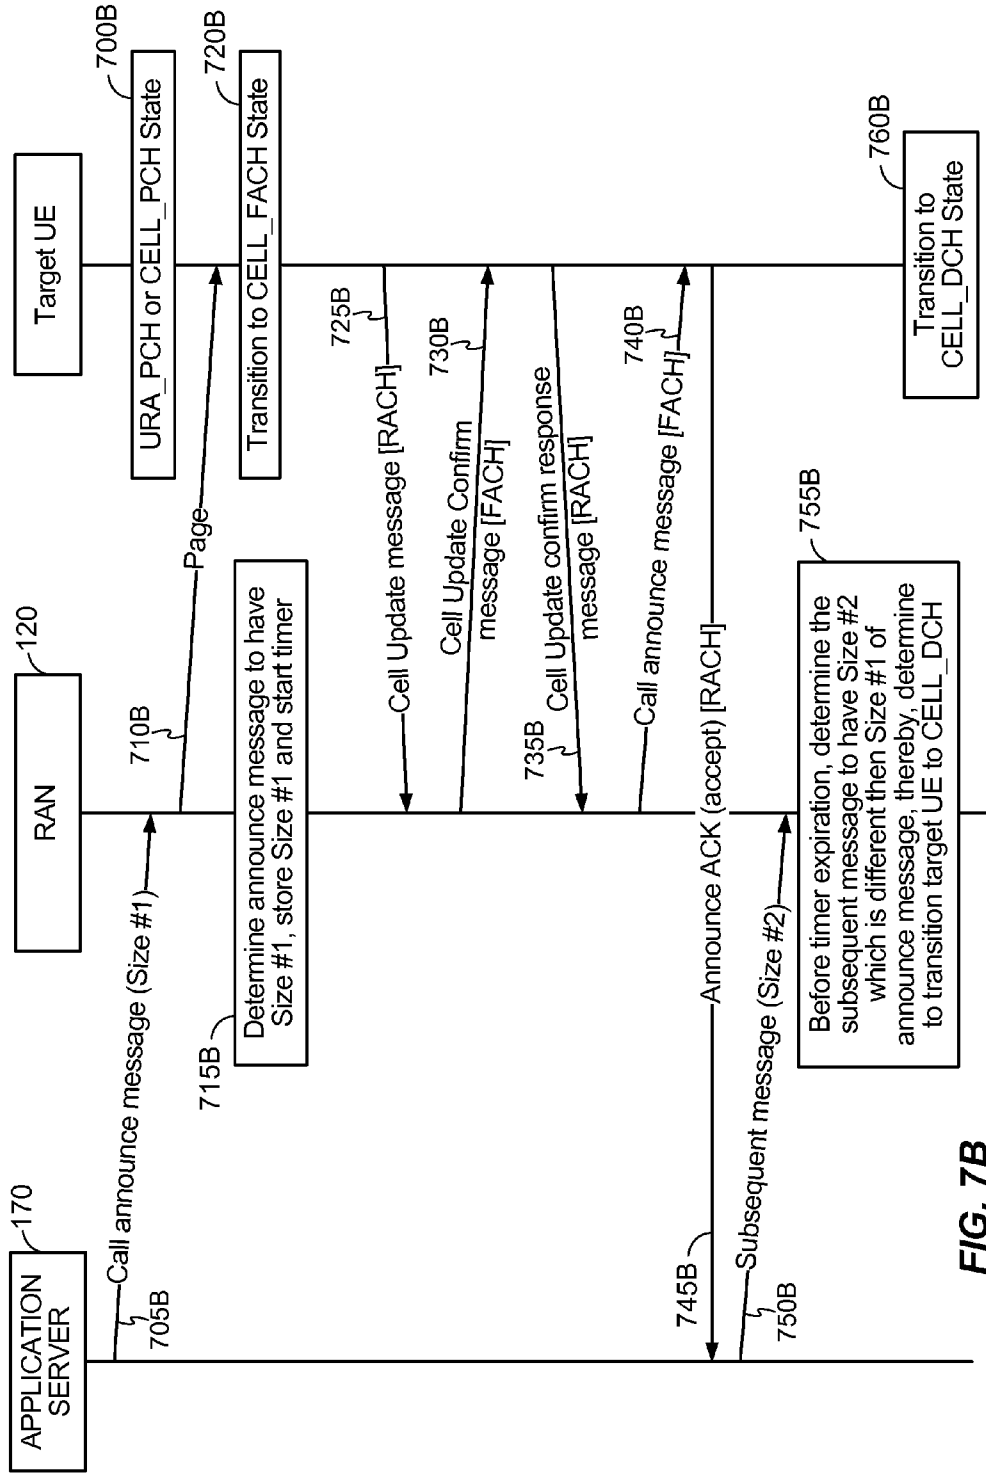 APPLICATION
SERVER
170
RAN
120
Target UE
URA_PCH or CELL_PCH State
700B
Call announce message (Size #1)
705B
Page
710B
Determine announce message to have
Size #1, store Size #1 and start timer
715B
Transition to CELL_FACH State
720B
Cell Update message [RACH]
725B
Cell Update Confirm
message [FACH]
730B
Cell Update confirm response
message [RACH]
735B
Call announce message [FACH]
740B
Announce ACK (accept) [RACH]
745B
Subsequent message (Size #2)
750B
Before timer expiration, determine the
subsequent message to have Size #2
which is different then Size #1 of
announce message, thereby, determine
to transition target UE to CELL_DCH
755B
Transition to
CELL_DCH State
760B
FIG. 7B